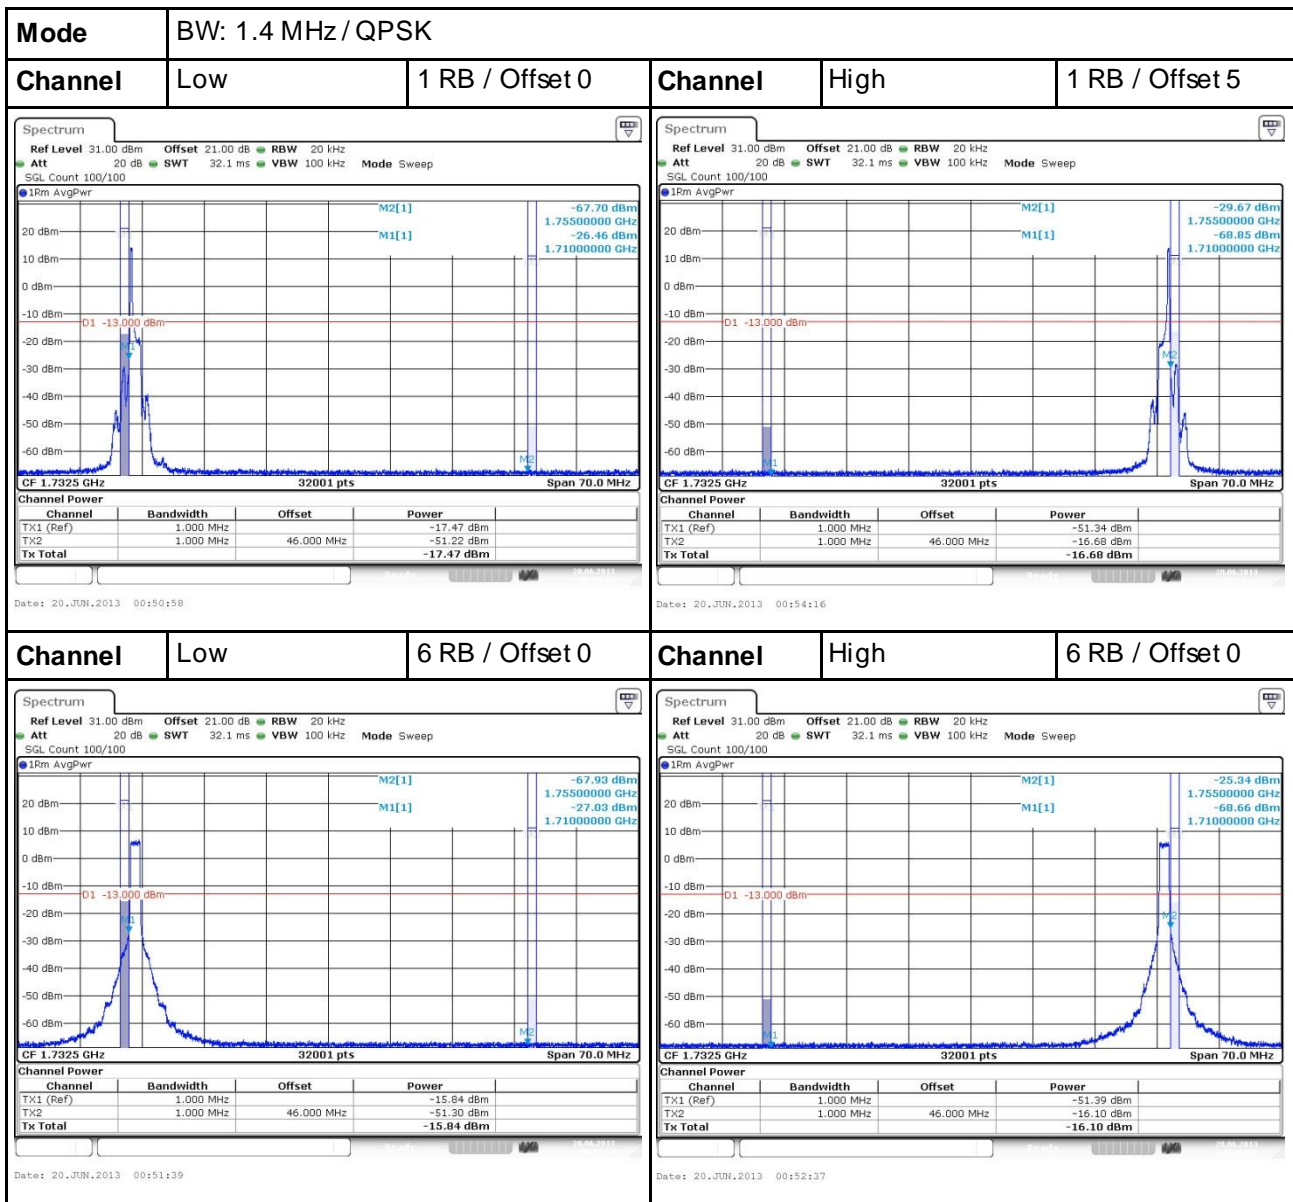 Mode BW: 1.4 MHz / QPSK
Channel Low 1 RB / Offset 0 Channel High 1 RB / Offset 5
Spectrum
Ref Level 31.00 dBm Offset 21.00 dB RBW 20 kHz
Att 20 dB SWT 32.1 ms VBW 100 kHz Mode Sweep
SGL Count 100/100
1Rm AvgPwr
M2[1] -67.70 dBm
1.75500000 GHz
M1[1] -26.46 dBm
1.71000000 GHz
20 dBm
10 dBm
0 dBm
-10 dBm
D1 -13.000 dBm
-20 dBm
M1
-30 dBm
-40 dBm
-50 dBm
-60 dBm
M2
CF 1.7325 GHz 32001 pts Span 70.0 MHz
Channel Power
Channel Bandwidth Offset Power
TX1 (Ref) 1.000 MHz -17.47 dBm
TX2 1.000 MHz 46.000 MHz -51.22 dBm
Tx Total -17.47 dBm
Date: 20.JUN.2013 00:50:58
Spectrum
Ref Level 31.00 dBm Offset 21.00 dB RBW 20 kHz
Att 20 dB SWT 32.1 ms VBW 100 kHz Mode Sweep
SGL Count 100/100
1Rm AvgPwr
M2[1] -29.67 dBm
1.75500000 GHz
M1[1] -68.85 dBm
1.71000000 GHz
20 dBm
10 dBm
0 dBm
-10 dBm
D1 -13.000 dBm
-20 dBm
M2
-30 dBm
-40 dBm
-50 dBm
-60 dBm
M1
CF 1.7325 GHz 32001 pts Span 70.0 MHz
Channel Power
Channel Bandwidth Offset Power
TX1 (Ref) 1.000 MHz -51.34 dBm
TX2 1.000 MHz 46.000 MHz -16.68 dBm
Tx Total -16.68 dBm
Date: 20.JUN.2013 00:54:16
Channel Low 6 RB / Offset 0 Channel High 6 RB / Offset 0
Spectrum
Ref Level 31.00 dBm Offset 21.00 dB RBW 20 kHz
Att 20 dB SWT 32.1 ms VBW 100 kHz Mode Sweep
SGL Count 100/100
1Rm AvgPwr
M2[1] -67.93 dBm
1.75500000 GHz
M1[1] -27.03 dBm
1.71000000 GHz
20 dBm
10 dBm
0 dBm
-10 dBm
D1 -13.000 dBm
-20 dBm
M1
-30 dBm
-40 dBm
-50 dBm
-60 dBm
M2
CF 1.7325 GHz 32001 pts Span 70.0 MHz
Channel Power
Channel Bandwidth Offset Power
TX1 (Ref) 1.000 MHz -15.84 dBm
TX2 1.000 MHz 46.000 MHz -51.30 dBm
Tx Total -15.84 dBm
Date: 20.JUN.2013 00:51:39
Spectrum
Ref Level 31.00 dBm Offset 21.00 dB RBW 20 kHz
Att 20 dB SWT 32.1 ms VBW 100 kHz Mode Sweep
SGL Count 100/100
1Rm AvgPwr
M2[1] -25.34 dBm
1.75500000 GHz
M1[1] -68.66 dBm
1.71000000 GHz
20 dBm
10 dBm
0 dBm
-10 dBm
D1 -13.000 dBm
-20 dBm
M2
-30 dBm
-40 dBm
-50 dBm
-60 dBm
M1
CF 1.7325 GHz 32001 pts Span 70.0 MHz
Channel Power
Channel Bandwidth Offset Power
TX1 (Ref) 1.000 MHz -51.39 dBm
TX2 1.000 MHz 46.000 MHz -16.10 dBm
Tx Total -16.10 dBm
Date: 20.JUN.2013 00:52:37